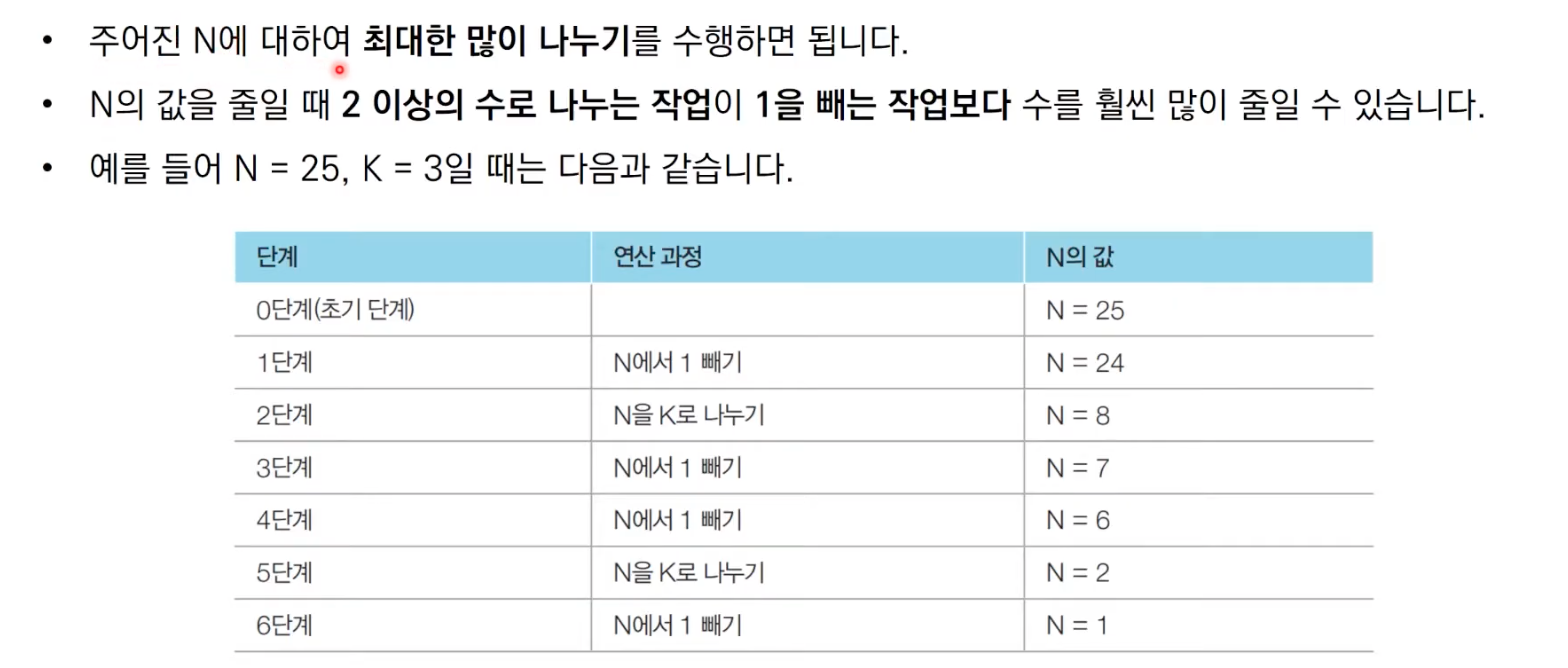 • 주어진 N에 대하여 최대한 많이 나누기를 수행하면 됩니다.
• N의 값을 줄일 때 2 이상의 수로 나누는 작업이 1을 빼는 작업보다 수를 훨씬 많이 줄일 수 있습니다.
• 예를 들어 N = 25, K = 3일 때는 다음과 같습니다.
단계 연산 과정 N의 값
0단계(초기 단계) N = 25
1단계 N에서 1 빼기 N = 24
2단계 N을 K로 나누기 N = 8
3단계 N에서 1 빼기 N = 7
4단계 N에서 1 빼기 N = 6
5단계 N을 K로 나누기 N = 2
6단계 N에서 1 빼기 N = 1